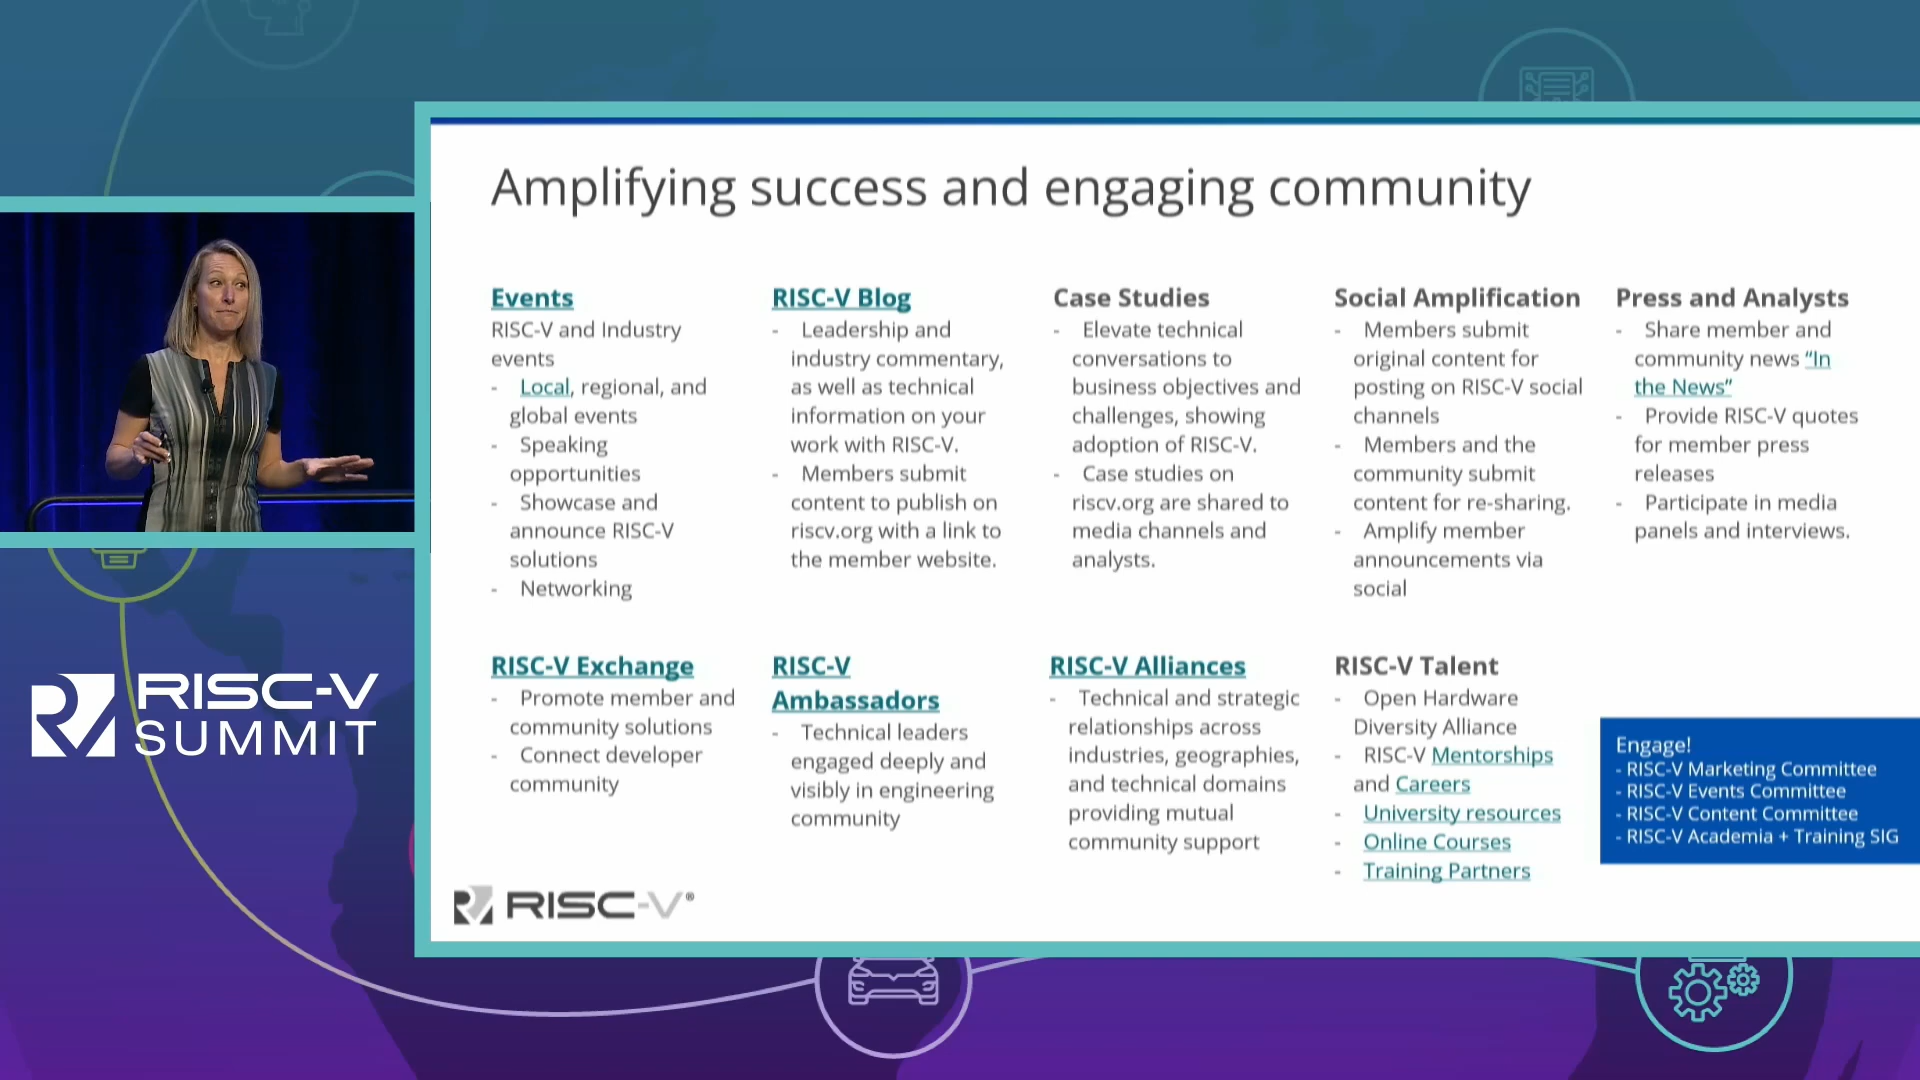 Amplifying success and engaging community
Events
RISC-V and Industry
events
- Local, regional, and
global events
- Speaking
opportunities
- Showcase and
announce RISC-V
solutions
- Networking
RISC-V Blog
- Leadership and
industry commentary,
as well as technical
information on your
work with RISC-V.
- Members submit
content to publish on
riscv.org with a link to
the member website.
Case Studies
- Elevate technical
conversations to
business objectives and
challenges, showing
adoption of RISC-V.
- Case studies on
riscv.org are shared to
media channels and
analysts.
Social Amplification
- Members submit
original content for
posting on RISC-V social
channels
- Members and the
community submit
content for re-sharing.
- Amplify member
announcements via
social
Press and Analysts
- Share member and
community news “In
the News”
- Provide RISC-V quotes
for member press
releases
- Participate in media
panels and interviews.
RISC-V Exchange
- Promote member and
community solutions
- Connect developer
community
RISC-V
Ambassadors
- Technical leaders
engaged deeply and
visibly in engineering
community
RISC-V Alliances
- Technical and strategic
relationships across
industries, geographies,
and technical domains
providing mutual
community support
RISC-V Talent
- Open Hardware
Diversity Alliance
- RISC-V Mentorships
and Careers
- University resources
- Online Courses
- Training Partners
Engage!
- RISC-V Marketing Committee
- RISC-V Events Committee
- RISC-V Content Committee
- RISC-V Academia + Training SIG
RISC-V®
RISC-V
SUMMIT